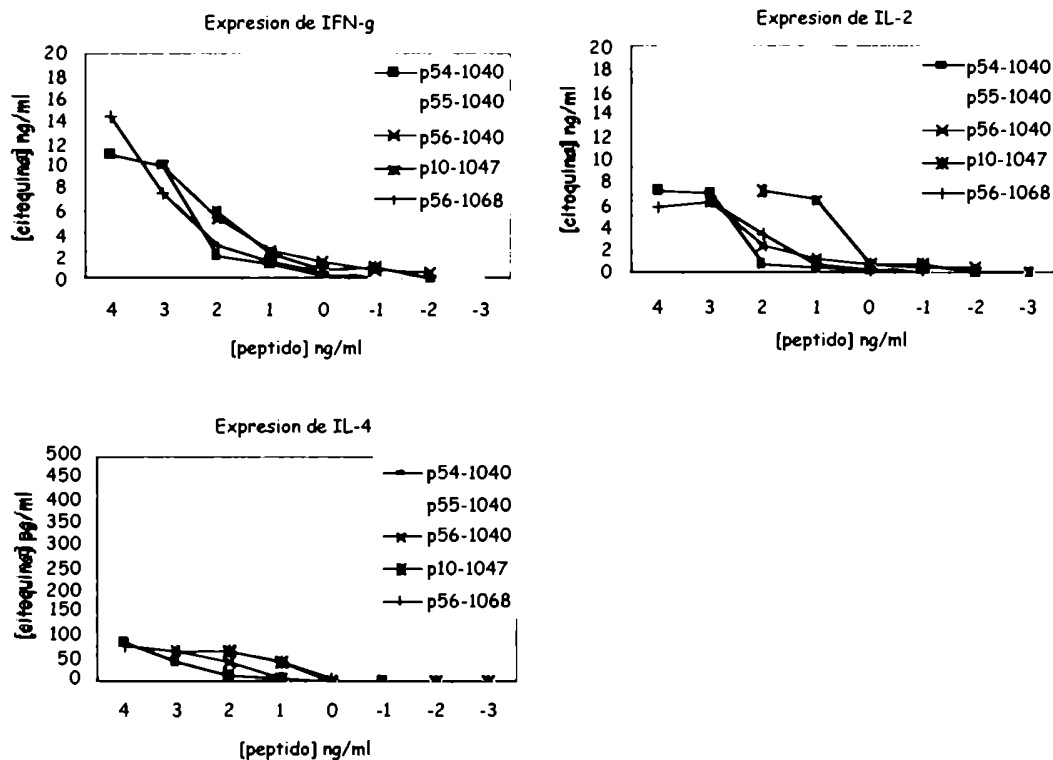 Expresion de IFN-g
[citoquina] ng/ml
20
18
16
14
12
10
8
6
4
2
0
4 3 2 1 0 -1 -2 -3
[peptido] ng/ml
p54-1040
p55-1040
p56-1040
p10-1047
p56-1068
Expresion de IL-2
[citoquina] ng/ml
20
18
16
14
12
10
8
6
4
2
0
4 3 2 1 0 -1 -2 -3
[peptido] ng/ml
p54-1040
p55-1040
p56-1040
p10-1047
p56-1068
Expresion de IL-4
[citoquina] pg/ml
500
450
400
350
300
250
200
150
100
50
0
4 3 2 1 0 -1 -2 -3
[peptido] ng/ml
p54-1040
p55-1040
p56-1040
p10-1047
p56-1068